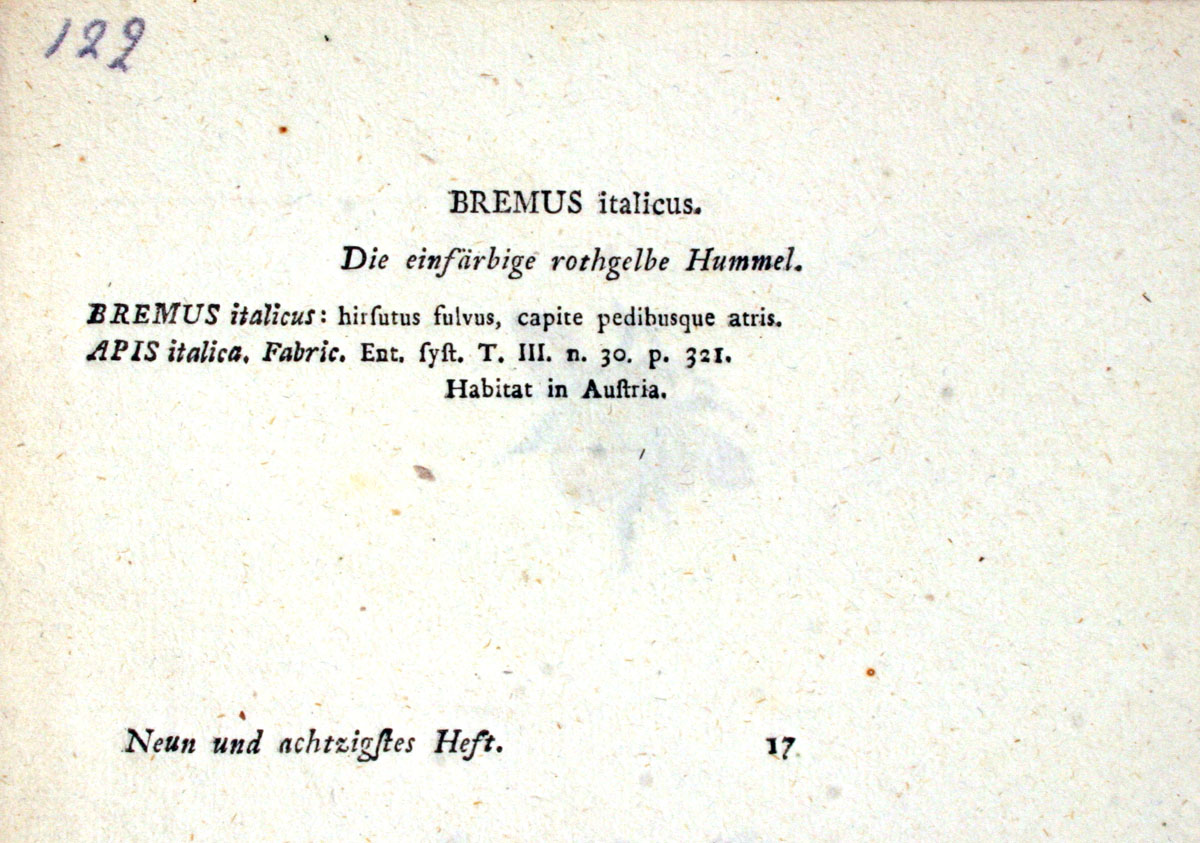 122
BREMUS italicus.
Die einfärbige rothgelbe Hummel.
BREMUS italicus: hirſutus fulvus, capite pedibusque atris.
APIS italica. Fabric. Ent. ſyſt. T. III. n. 30. p. 321.
Habitat in Auſtria.
Neun und achtzigſtes Heft. 17